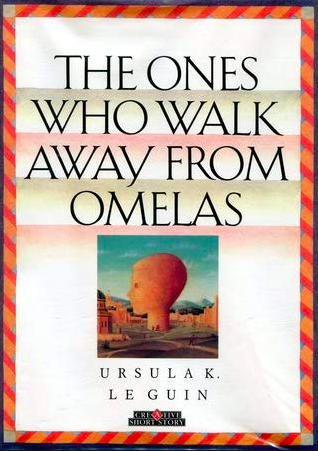 THE ONES
WHO WALK
AWAY FROM
OMELAS
URSULA K.
LE GUIN
CREATIVE
SHORT STORY